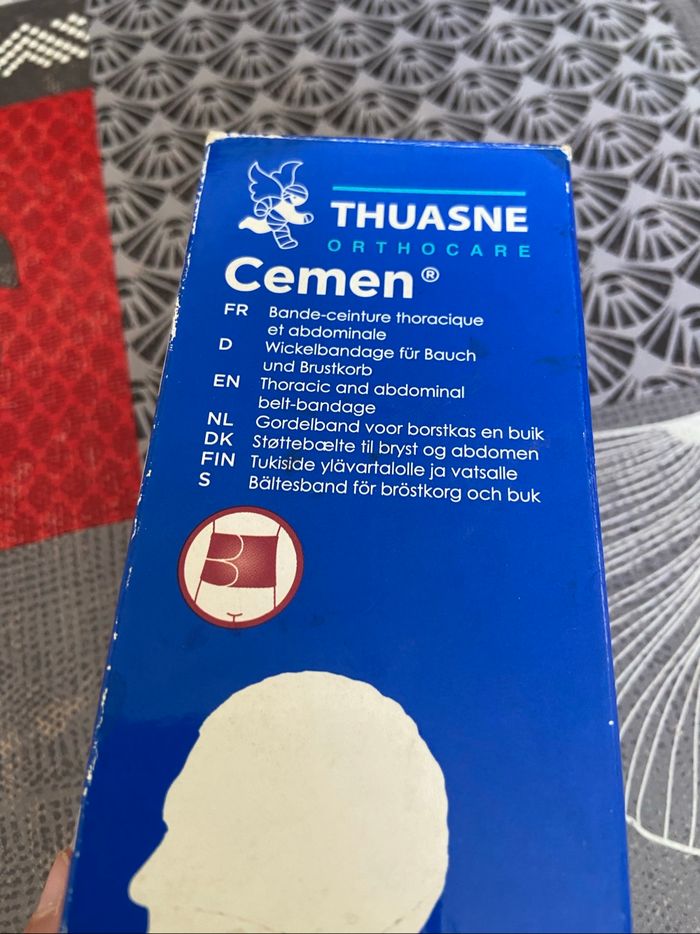 THUASNE
ORTHOCARE
Cemen®
FR Bande-ceinture thoracique
et abdominale
D Wickelbandage für Bauch
und Brustkorb
EN Thoracic and abdominal
belt-bandage
NL Gordelband voor borstkas en buik
DK Støttebælte til bryst og abdomen
FIN Tukiside ylävartalolle ja vatsalle
S Bältesband för bröstkorg och buk